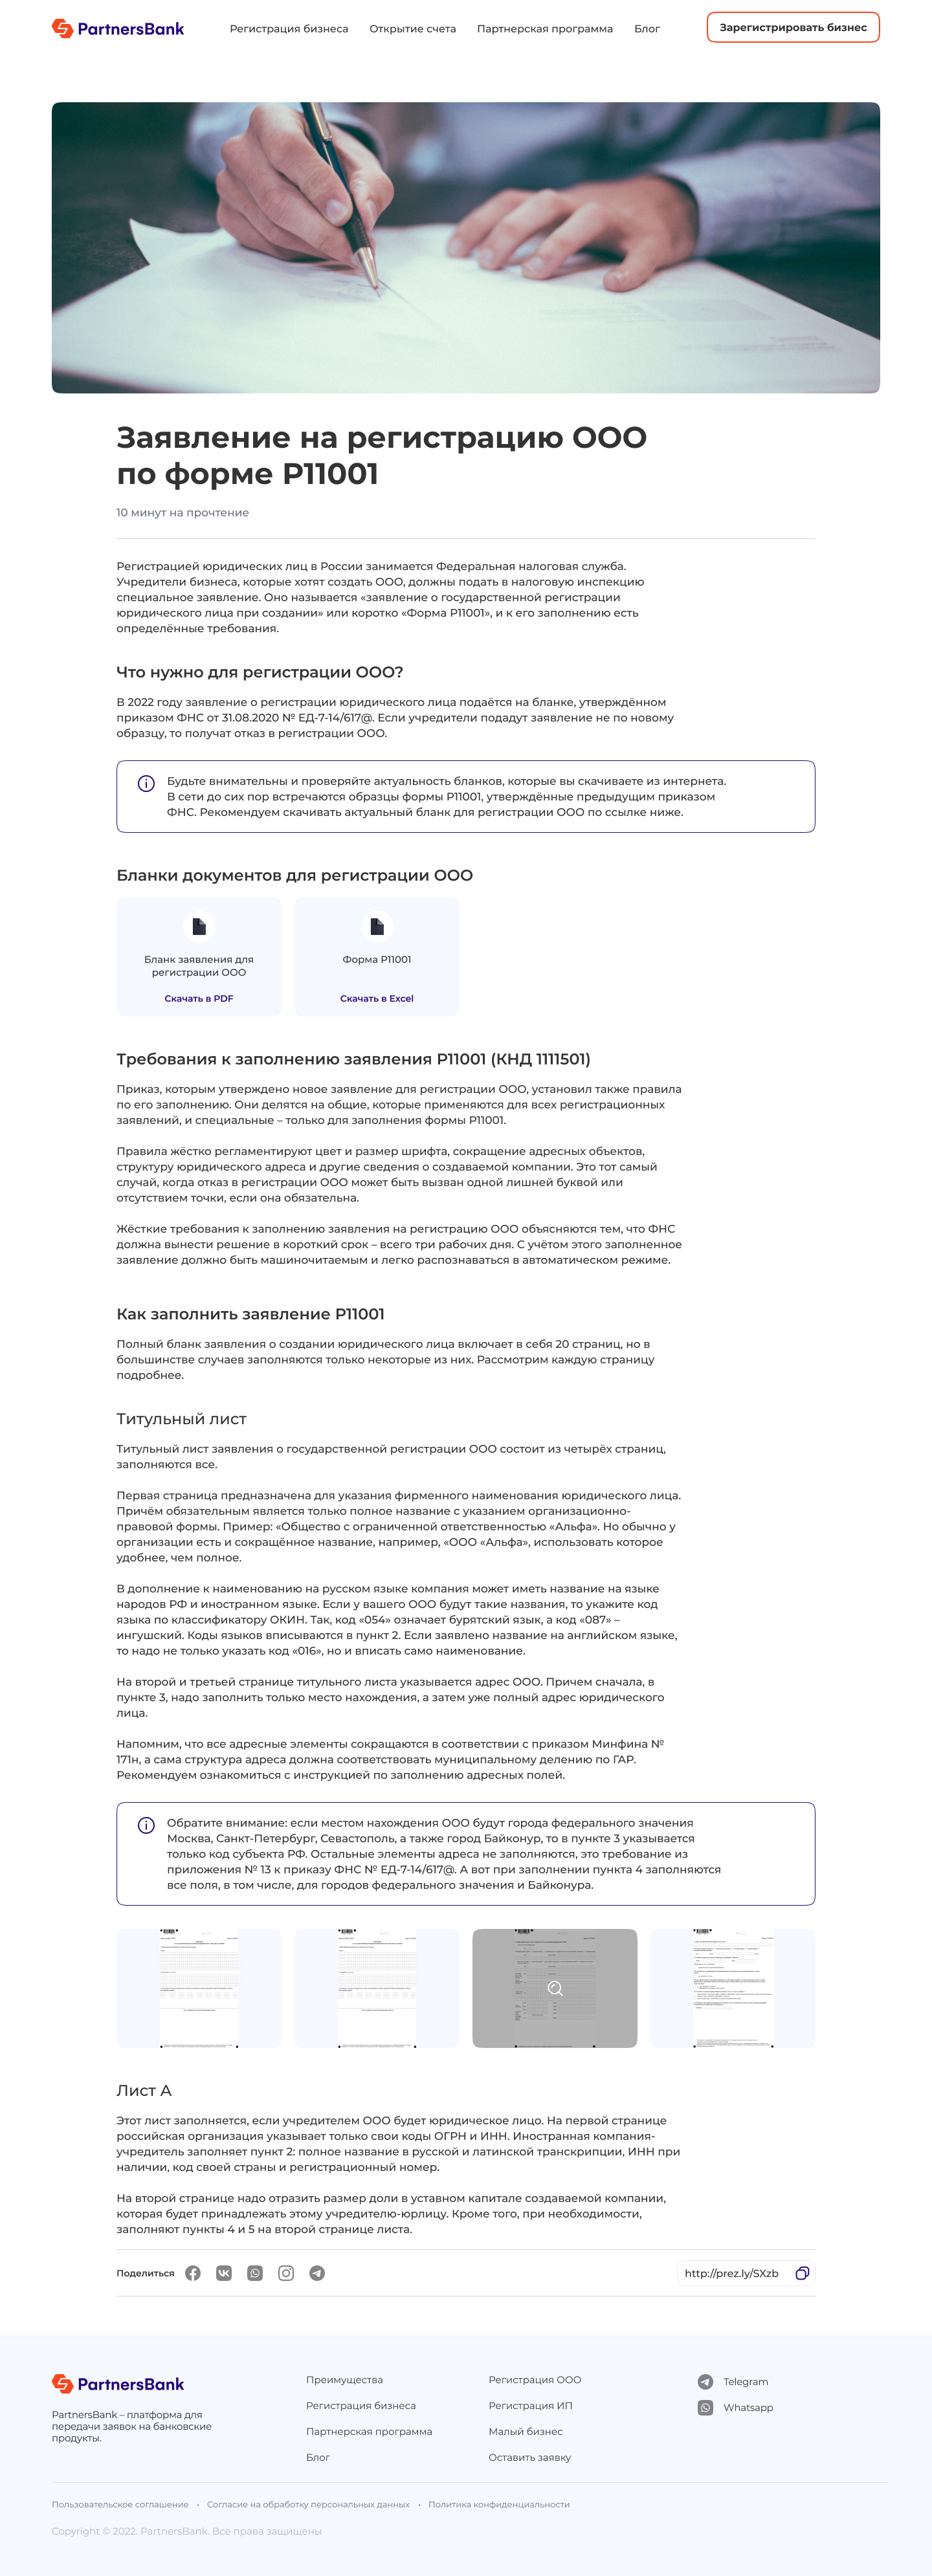 PartnersBank
Регистрация бизнеса
Открытие счета
Партнерская программа
Блог
Зарегистрировать бизнес
Заявление на регистрацию ООО
по форме Р11001
10 минут на прочтение
Регистрацией юридических лиц в России занимается Федеральная налоговая служба.
Учредители бизнеса, которые хотят создать ООО, должны подать в налоговую инспекцию
специальное заявление. Оно называется «заявление о государственной регистрации
юридического лица при создании» или коротко «Форма Р11001», и к его заполнению есть
определённые требования.
Что нужно для регистрации ООО?
В 2022 году заявление о регистрации юридического лица подаётся на бланке, утверждённом
приказом ФНС от 31.08.2020 № ЕД-7-14/617@. Если учредители подадут заявление не по новому
образцу, то получат отказ в регистрации ООО.
Будьте внимательны и проверяйте актуальность бланков, которые вы скачиваете из интернета.
В сети до сих пор встречаются образцы формы Р11001, утверждённые предыдущим приказом
ФНС. Рекомендуем скачивать актуальный бланк для регистрации ООО по ссылке ниже.
Бланки документов для регистрации ООО
Бланк заявления для
регистрации ООО
Скачать в PDF
Форма Р11001
Скачать в Excel
Требования к заполнению заявления Р11001 (КНД 1111501)
Приказ, которым утверждено новое заявление для регистрации ООО, установил также правила
по его заполнению. Они делятся на общие, которые применяются для всех регистрационных
заявлений, и специальные – только для заполнения формы Р11001.
Правила жёстко регламентируют цвет и размер шрифта, сокращение адресных объектов,
структуру юридического адреса и другие сведения о создаваемой компании. Это тот самый
случай, когда отказ в регистрации ООО может быть вызван одной лишней буквой или
отсутствием точки, если она обязательна.
Жёсткие требования к заполнению заявления на регистрацию ООО объясняются тем, что ФНС
должна вынести решение в короткий срок – всего три рабочих дня. С учётом этого заполненное
заявление должно быть машиночитаемым и легко распознаваться в автоматическом режиме.
Как заполнить заявление Р11001
Полный бланк заявления о создании юридического лица включает в себя 20 страниц, но в
большинстве случаев заполняются только некоторые из них. Рассмотрим каждую страницу
подробнее.
Титульный лист
Титульный лист заявления о государственной регистрации ООО состоит из четырёх страниц,
заполняются все.
Первая страница предназначена для указания фирменного наименования юридического лица.
Причём обязательным является только полное название с указанием организационно-
правовой формы. Пример: «Общество с ограниченной ответственностью «Альфа». Но обычно у
организации есть и сокращённое название, например, «ООО «Альфа», использовать которое
удобнее, чем полное.
В дополнение к наименованию на русском языке компания может иметь название на языке
народов РФ и иностранном языке. Если у вашего ООО будут такие названия, то укажите код
языка по классификатору ОКИН. Так, код «054» означает бурятский язык, а код «087» –
ингушский. Коды языков вписываются в пункт 2. Если заявлено название на английском языке,
то надо не только указать код «016», но и вписать само наименование.
На второй и третьей странице титульного листа указывается адрес ООО. Причем сначала, в
пункте 3, надо заполнить только место нахождения, а затем уже полный адрес юридического
лица.
Напомним, что все адресные элементы сокращаются в соответствии с приказом Минфина №
171н, а сама структура адреса должна соответствовать муниципальному делению по ГАР.
Рекомендуем ознакомиться с инструкцией по заполнению адресных полей.
Обратите внимание: если местом нахождения ООО будут города федерального значения
Москва, Санкт-Петербург, Севастополь, а также город Байконур, то в пункте 3 указывается
только код субъекта РФ. Остальные элементы адреса не заполняются, это требование из
приложения № 13 к приказу ФНС № ЕД-7-14/617@. А вот при заполнении пункта 4 заполняются
все поля, в том числе, для городов федерального значения и Байконура.
Лист А
Этот лист заполняется, если учредителем ООО будет юридическое лицо. На первой странице
российская организация указывает только свои коды ОГРН и ИНН. Иностранная компания-
учредитель заполняет пункт 2: полное название в русской и латинской транскрипции, ИНН при
наличии, код своей страны и регистрационный номер.
На второй странице надо отразить размер доли в уставном капитале создаваемой компании,
которая будет принадлежать этому учредителю-юрлицу. Кроме того, при необходимости,
заполняют пункты 4 и 5 на второй странице листа.
Поделиться
http://prez.ly/SXzb
PartnersBank
PartnersBank – платформа для
передачи заявок на банковские
продукты.
Преимущества
Регистрация бизнеса
Партнерская программа
Блог
Регистрация ООО
Регистрация ИП
Малый бизнес
Оставить заявку
Telegram
Whatsapp
Пользовательское соглашение • Согласие на обработку персональных данных • Политика конфиденциальности
Copyright © 2022. PartnersBank. Все права защищены